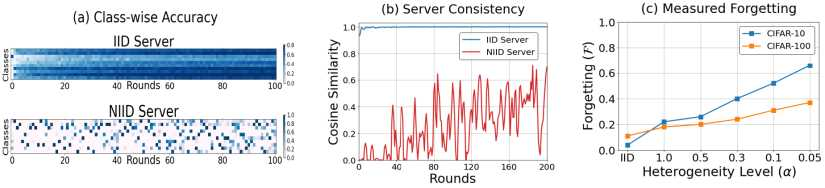 (a) Class-wise Accuracy
IID Server
Classes
0.8
0.6
0.4
0.2
0.0
0 20 40 60 80 100
Rounds
NIID Server
Classes
1.0
0.8
0.6
0.4
0.2
0.0
0 20 40 60 80 100
Rounds
(b) Server Consistency
Cosine Similarity
1.0
0.8
0.6
0.4
0.2
0.0
IID Server
NIID Server
0 40 80 120 160 200
Rounds
(c) Measured Forgetting
Forgetting (ℱ)
1.0
0.8
0.6
0.4
0.2
0.0
CIFAR-10
CIFAR-100
IID 1.0 0.5 0.3 0.1 0.05
Heterogeneity Level (α)